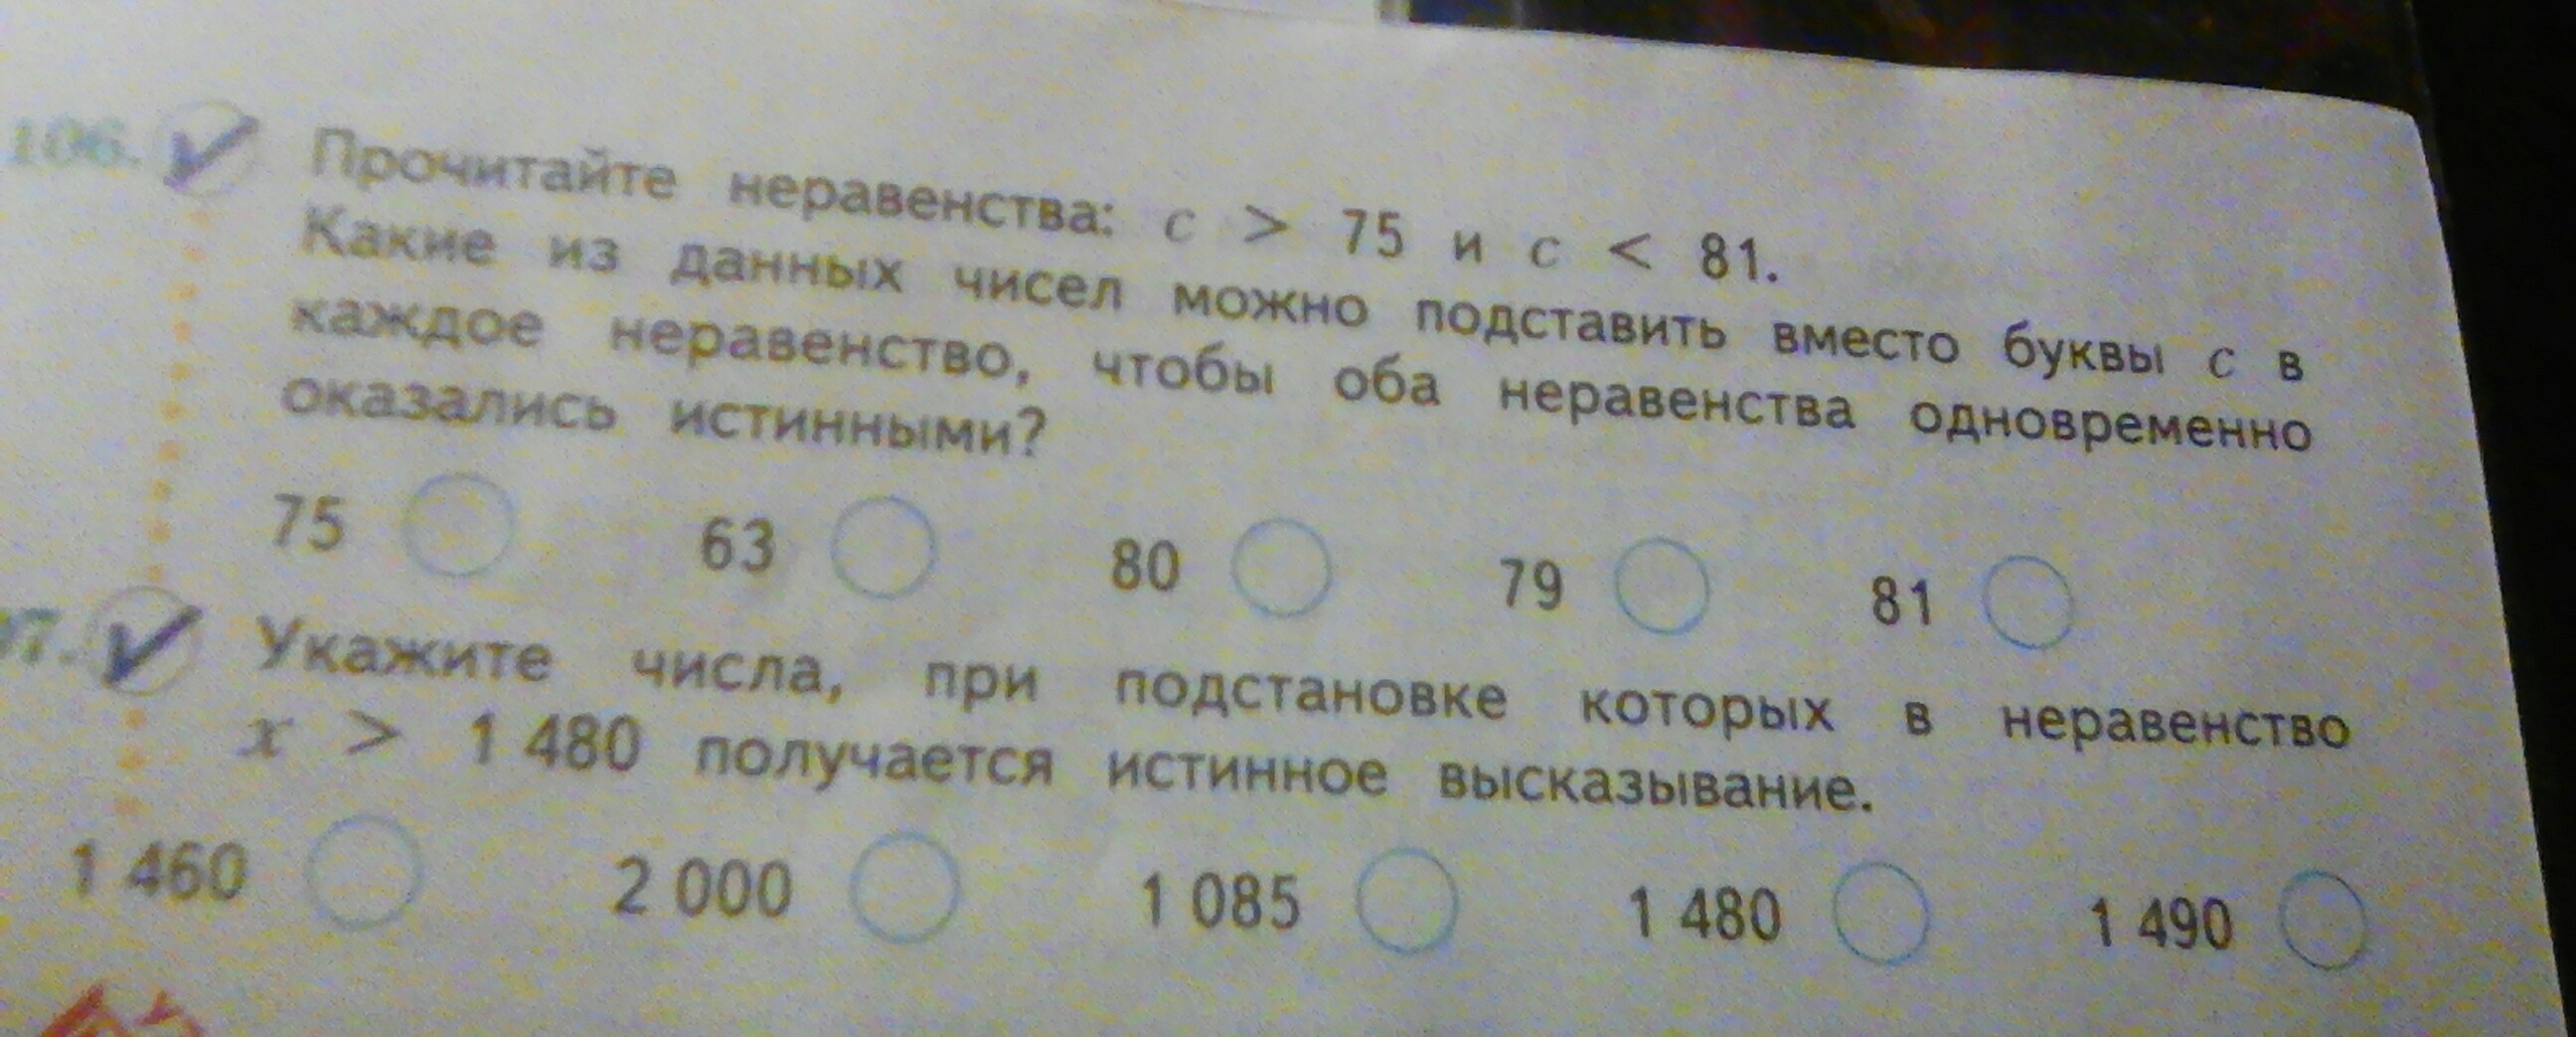 106. Прочитайте неравенства: c > 75 и c < 81.
Какие из данных чисел можно подставить вместо буквы c в
каждое неравенство, чтобы оба неравенства одновременно
оказались истинными?
75 63 80 79 81
97. Укажите числа, при подстановке которых в неравенство
x > 1 480 получается истинное высказывание.
1 460 2 000 1 085 1 480 1 490